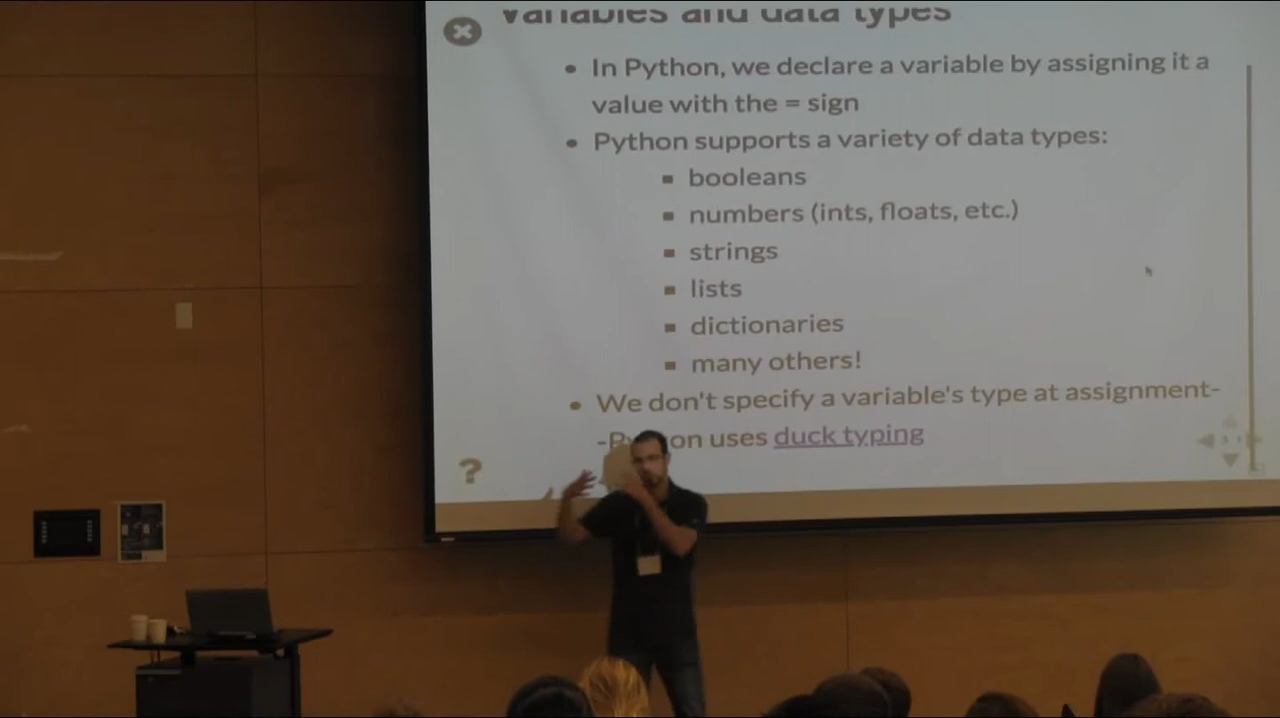 Variables and data types
• In Python, we declare a variable by assigning it a
value with the = sign
• Python supports a variety of data types:
▪ booleans
▪ numbers (ints, floats, etc.)
▪ strings
▪ lists
▪ dictionaries
▪ many others!
• We don't specify a variable's type at assignment-
-Python uses duck typing
?